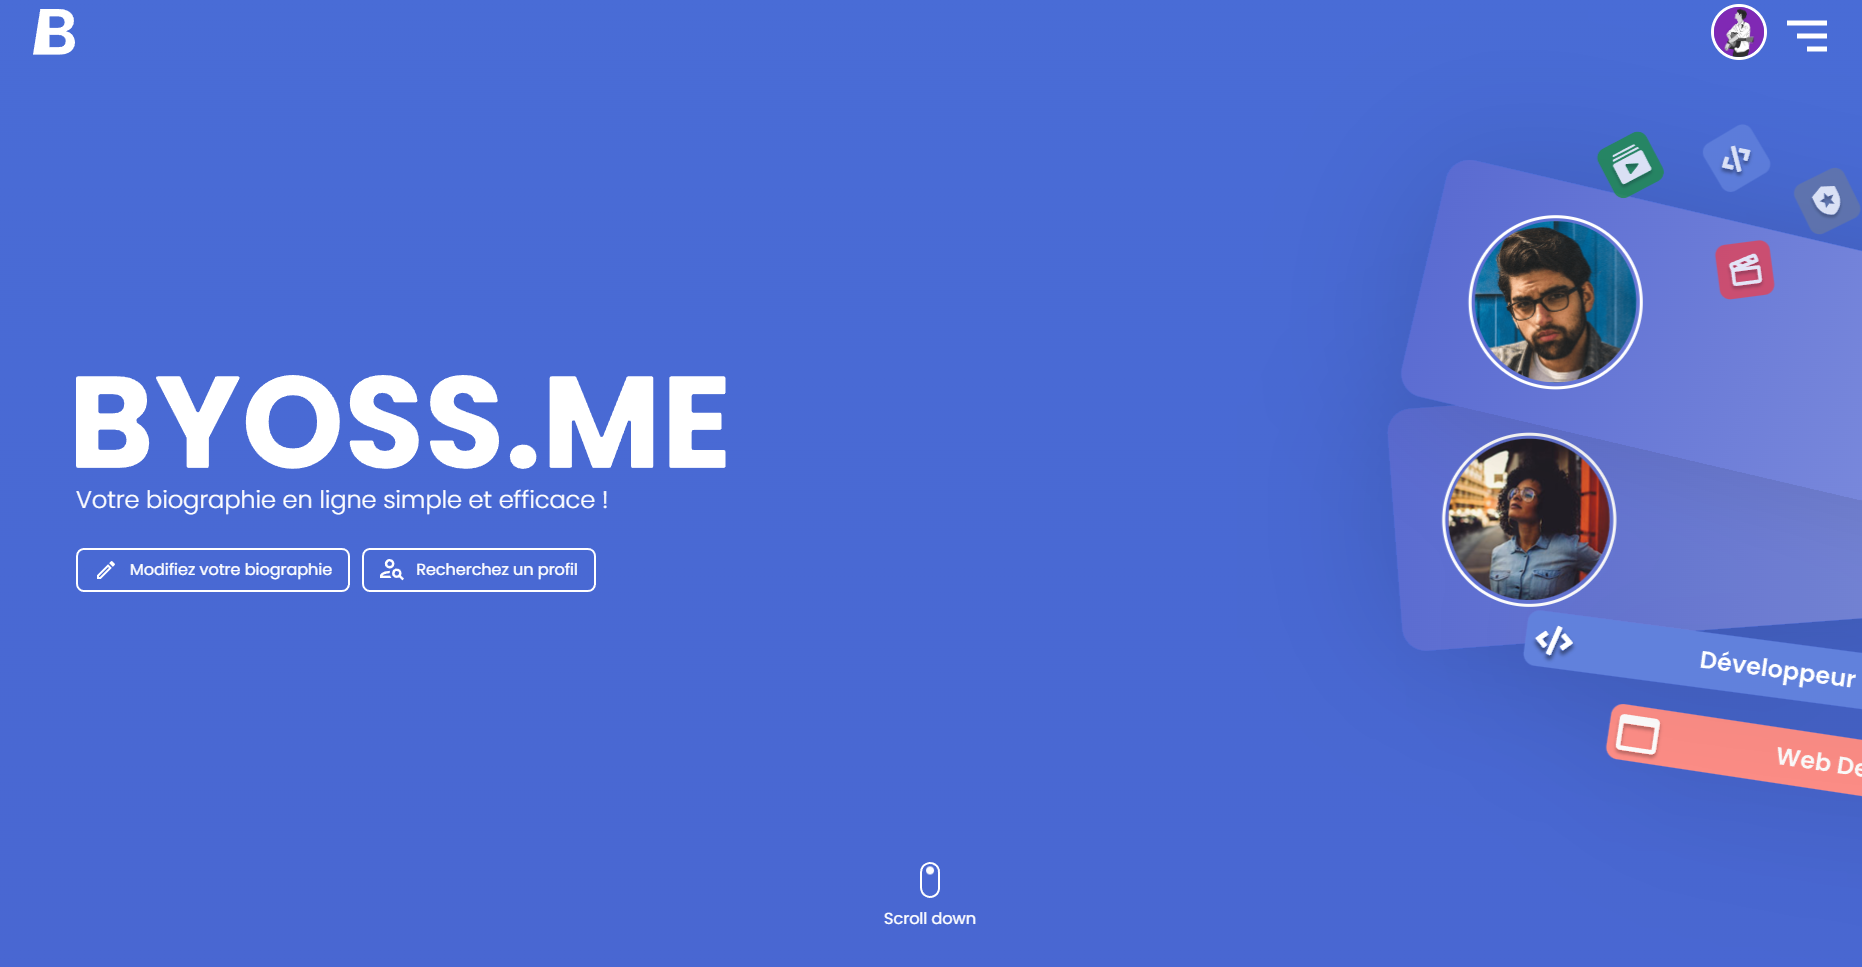 B
BYOSS.ME
Votre biographie en ligne simple et efficace !
Modifiez votre biographie
Recherchez un profil
Développeur
Web De
Scroll down